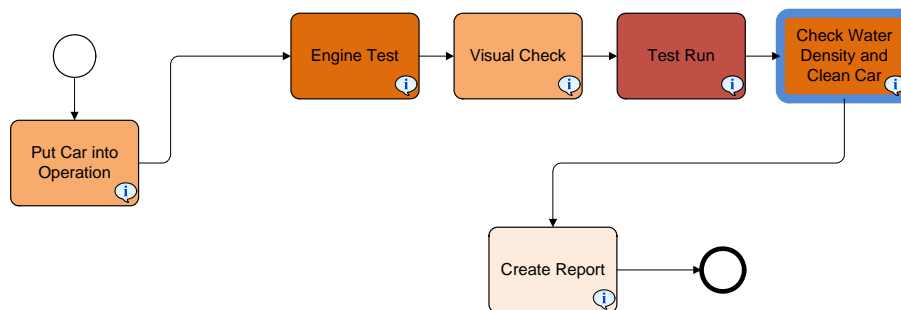 Put Car into
Operation
Engine Test
Visual Check
Test Run
Check Water
Density and
Clean Car
Create Report